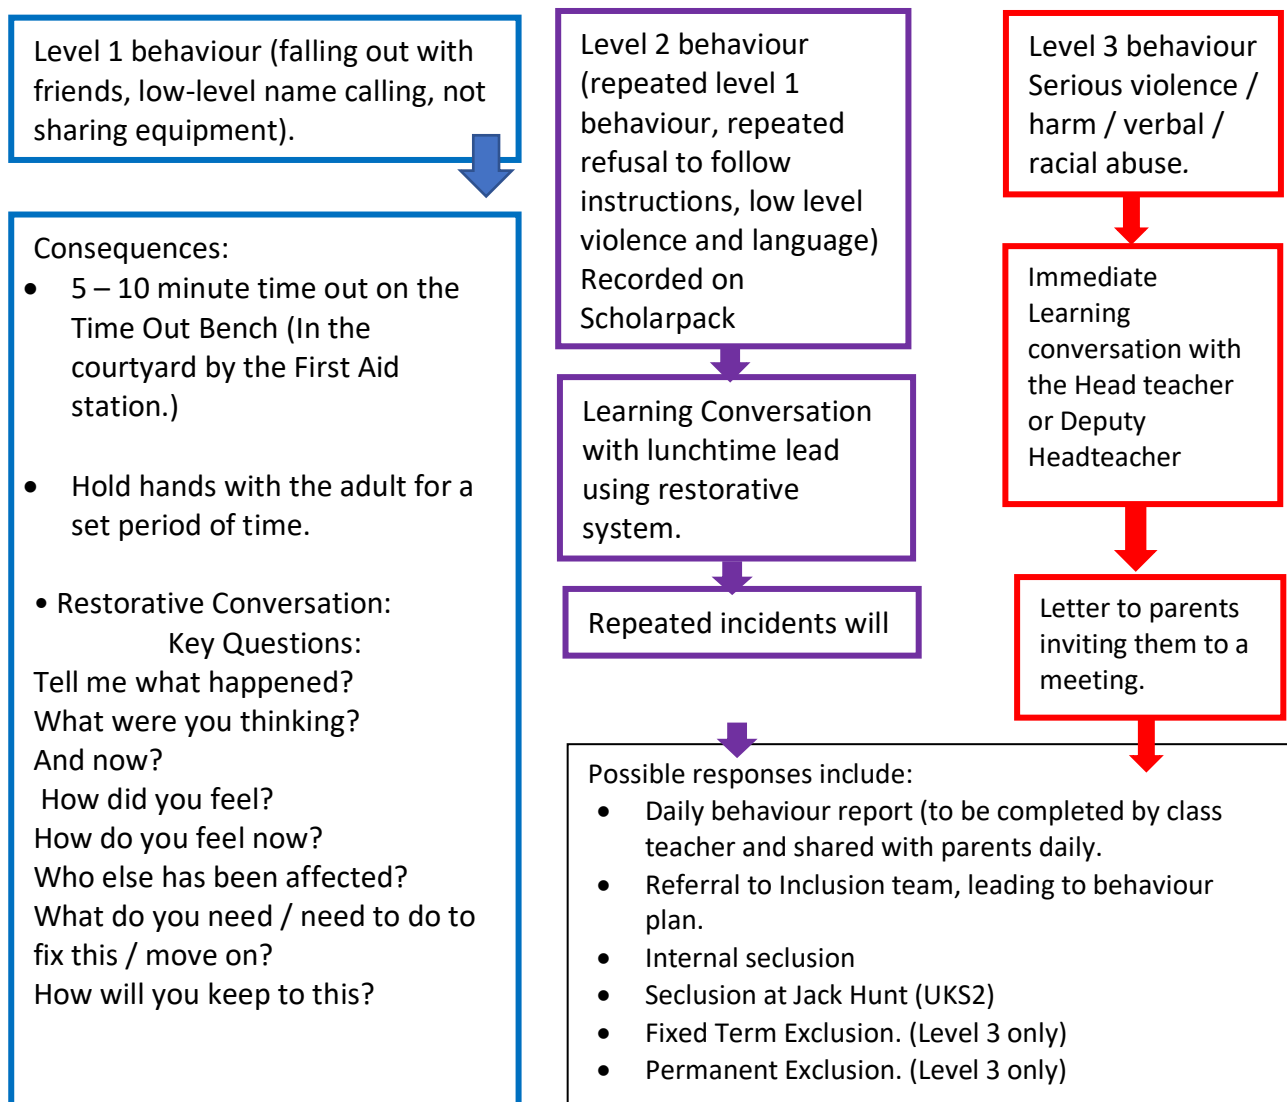 Level 1 behaviour (falling out with
friends, low-level name calling, not
sharing equipment).
Consequences:
• 5 – 10 minute time out on the
Time Out Bench (In the
courtyard by the First Aid
station.)
• Hold hands with the adult for a
set period of time.
• Restorative Conversation:
Key Questions:
Tell me what happened?
What were you thinking?
And now?
How did you feel?
How do you feel now?
Who else has been affected?
What do you need / need to do to
fix this / move on?
How will you keep to this?
Level 2 behaviour
(repeated level 1
behaviour, repeated
refusal to follow
instructions, low level
violence and language)
Recorded on
Scholarpack
Learning Conversation
with lunchtime lead
using restorative
system.
Repeated incidents will
Level 3 behaviour
Serious violence /
harm / verbal /
racial abuse.
Immediate
Learning
conversation with
the Head teacher
or Deputy
Headteacher
Letter to parents
inviting them to a
meeting.
Possible responses include:
• Daily behaviour report (to be completed by class
teacher and shared with parents daily.
• Referral to Inclusion team, leading to behaviour
plan.
• Internal seclusion
• Seclusion at Jack Hunt (UKS2)
• Fixed Term Exclusion. (Level 3 only)
• Permanent Exclusion. (Level 3 only)